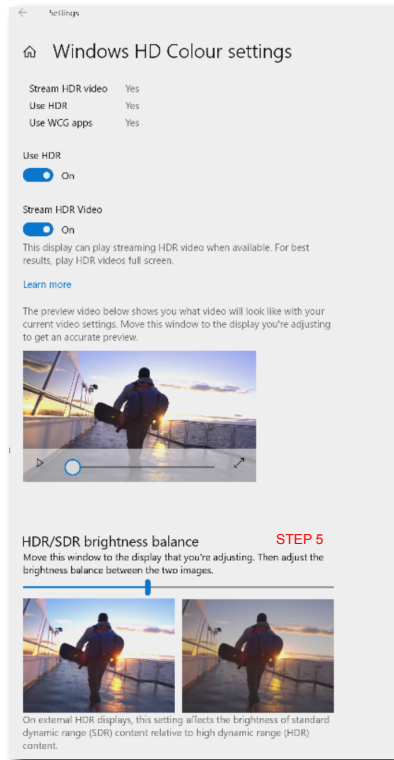 Settings
Windows HD Colour settings
Stream HDR video Yes
Use HDR Yes
Use WCG apps Yes
Use HDR
On
Stream HDR Video
On
This display can play streaming HDR video when available. For best
results, play HDR videos full screen.
Learn more
The preview video below shows you what video will look like with your
current video settings. Move this window to the display you're adjusting
to get an accurate preview.
HDR/SDR brightness balance STEP 5
Move this window to the display that you're adjusting. Then adjust the
brightness balance between the two images.
On external HDR displays, this setting affects the brightness of standard
dynamic range (SDR) content relative to high dynamic range (HDR)
content.